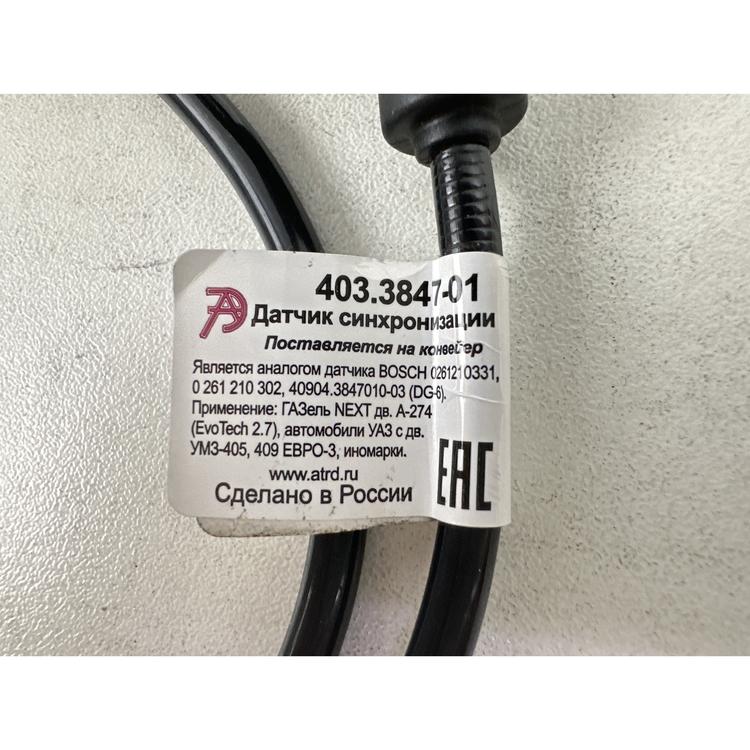 403.3847-01
Датчик синхронизации
Поставляется на конвейер
Является аналогом датчика BOSCH 0261210331,
0 261 210 302, 40904.3847010-03 (DG-6).
Применение: ГАЗель NEXT дв. А-274
(EvoTech 2.7), автомобили УАЗ с дв.
УМЗ-405, 409 ЕВРО-3, иномарки.
www.atrd.ru
Сделано в России
EAC